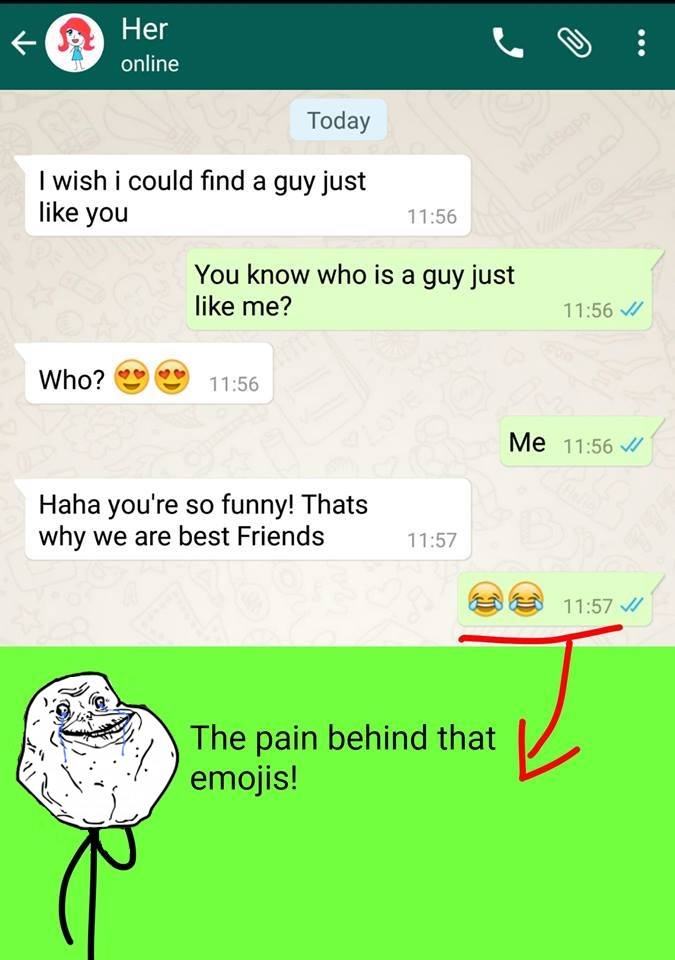 Her
online
Today
I wish i could find a guy just
like you
11:56
You know who is a guy just
like me?
11:56
Who? 😍😍 11:56
Me 11:56
Haha you're so funny! Thats
why we are best Friends
11:57
😂😂 11:57
The pain behind that
emojis!
WhatsApp